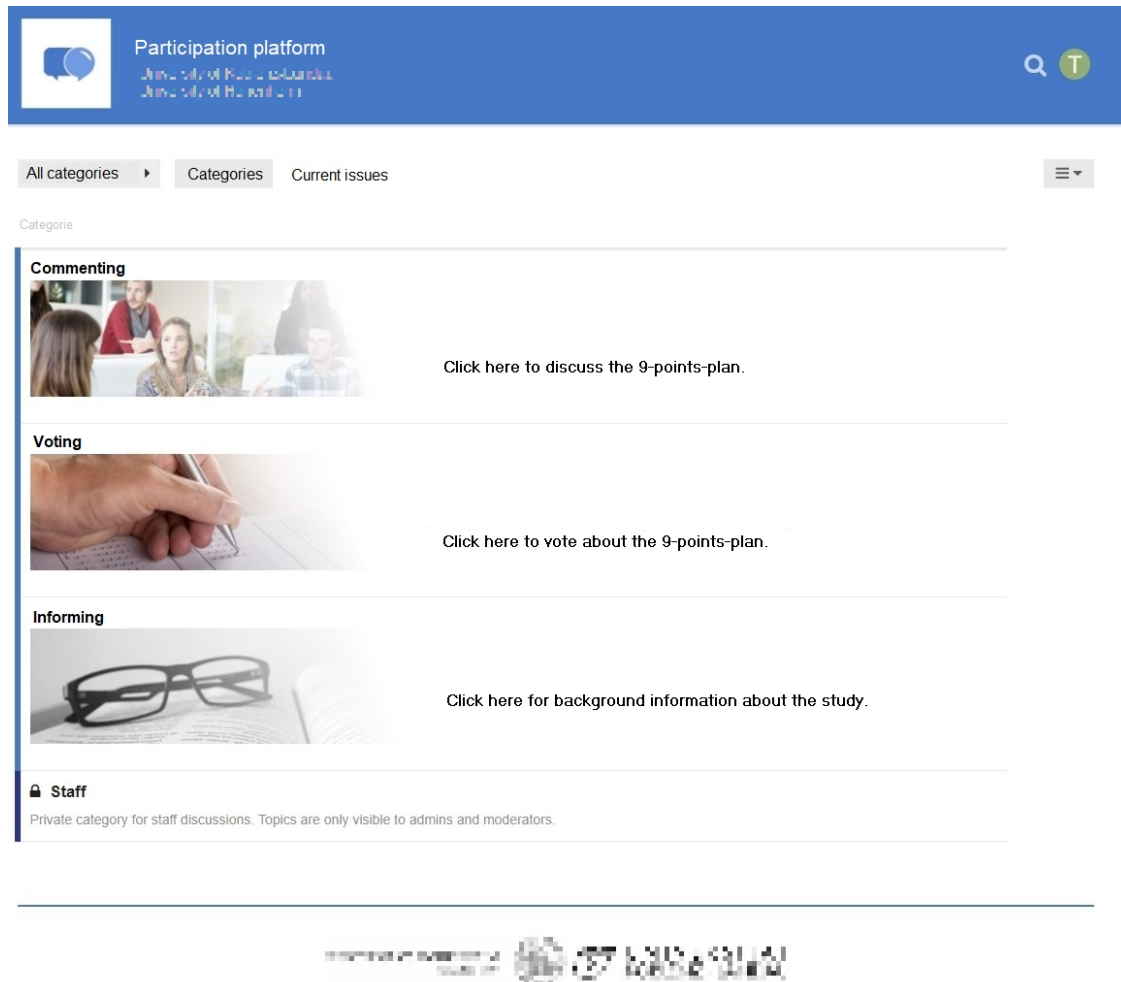 Participation platform
T
All categories
Categories
Current issues
Categorie
Commenting
Click here to discuss the 9-points-plan.
Voting
Click here to vote about the 9-points-plan.
Informing
Click here for background information about the study.
Staff
Private category for staff discussions. Topics are only visible to admins and moderators.